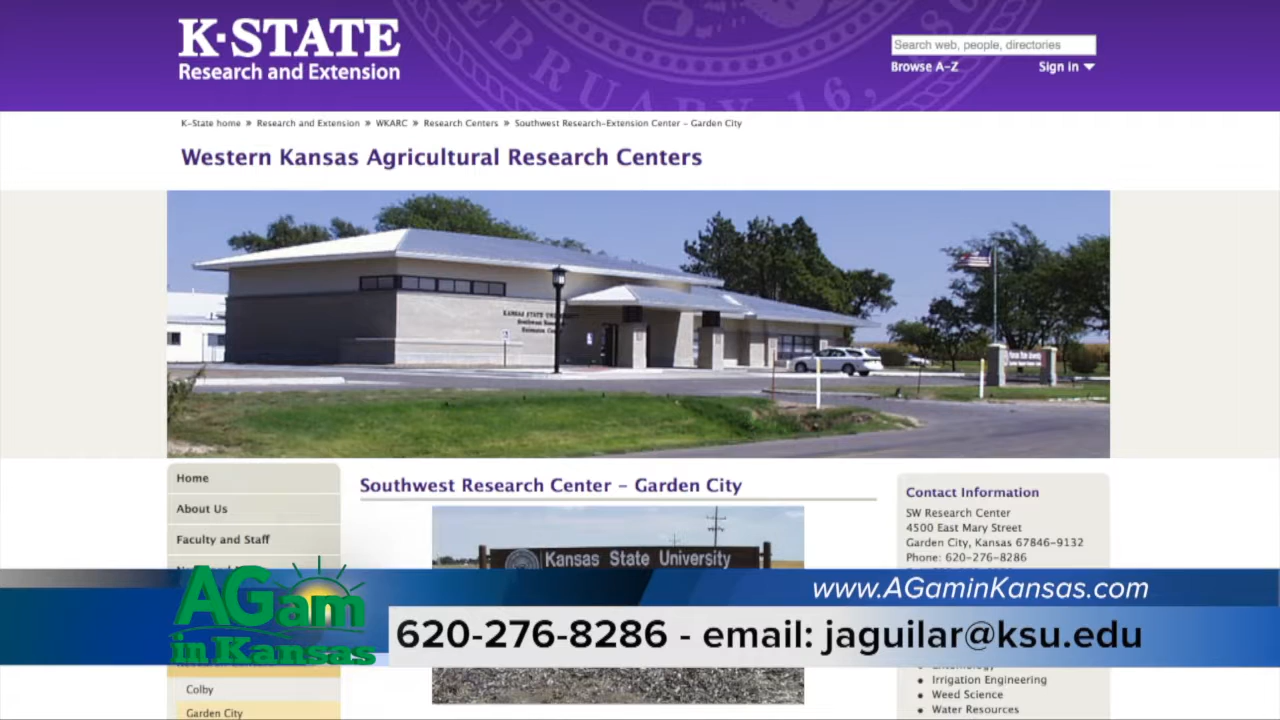 K-STATE
Research and Extension
FEBRUARY 16,
Search web, people, directories
Browse A-Z
Sign in
K-State home » Research and Extension » WKARC » Research Centers » Southwest Research-Extension Center - Garden City
Western Kansas Agricultural Research Centers
KANSAS STATE UNIVERSITY
Home
About Us
Faculty and Staff
Southwest Research Center - Garden City
Kansas State University
Contact Information
SW Research Center
4500 East Mary Street
Garden City, Kansas 67846-9132
Phone: 620-276-8286
AGam
in Kansas
www.AGaminKansas.com
620-276-8286 - email: jaguilar@ksu.edu
Colby
Garden City
Irrigation Engineering
Weed Science
Water Resources